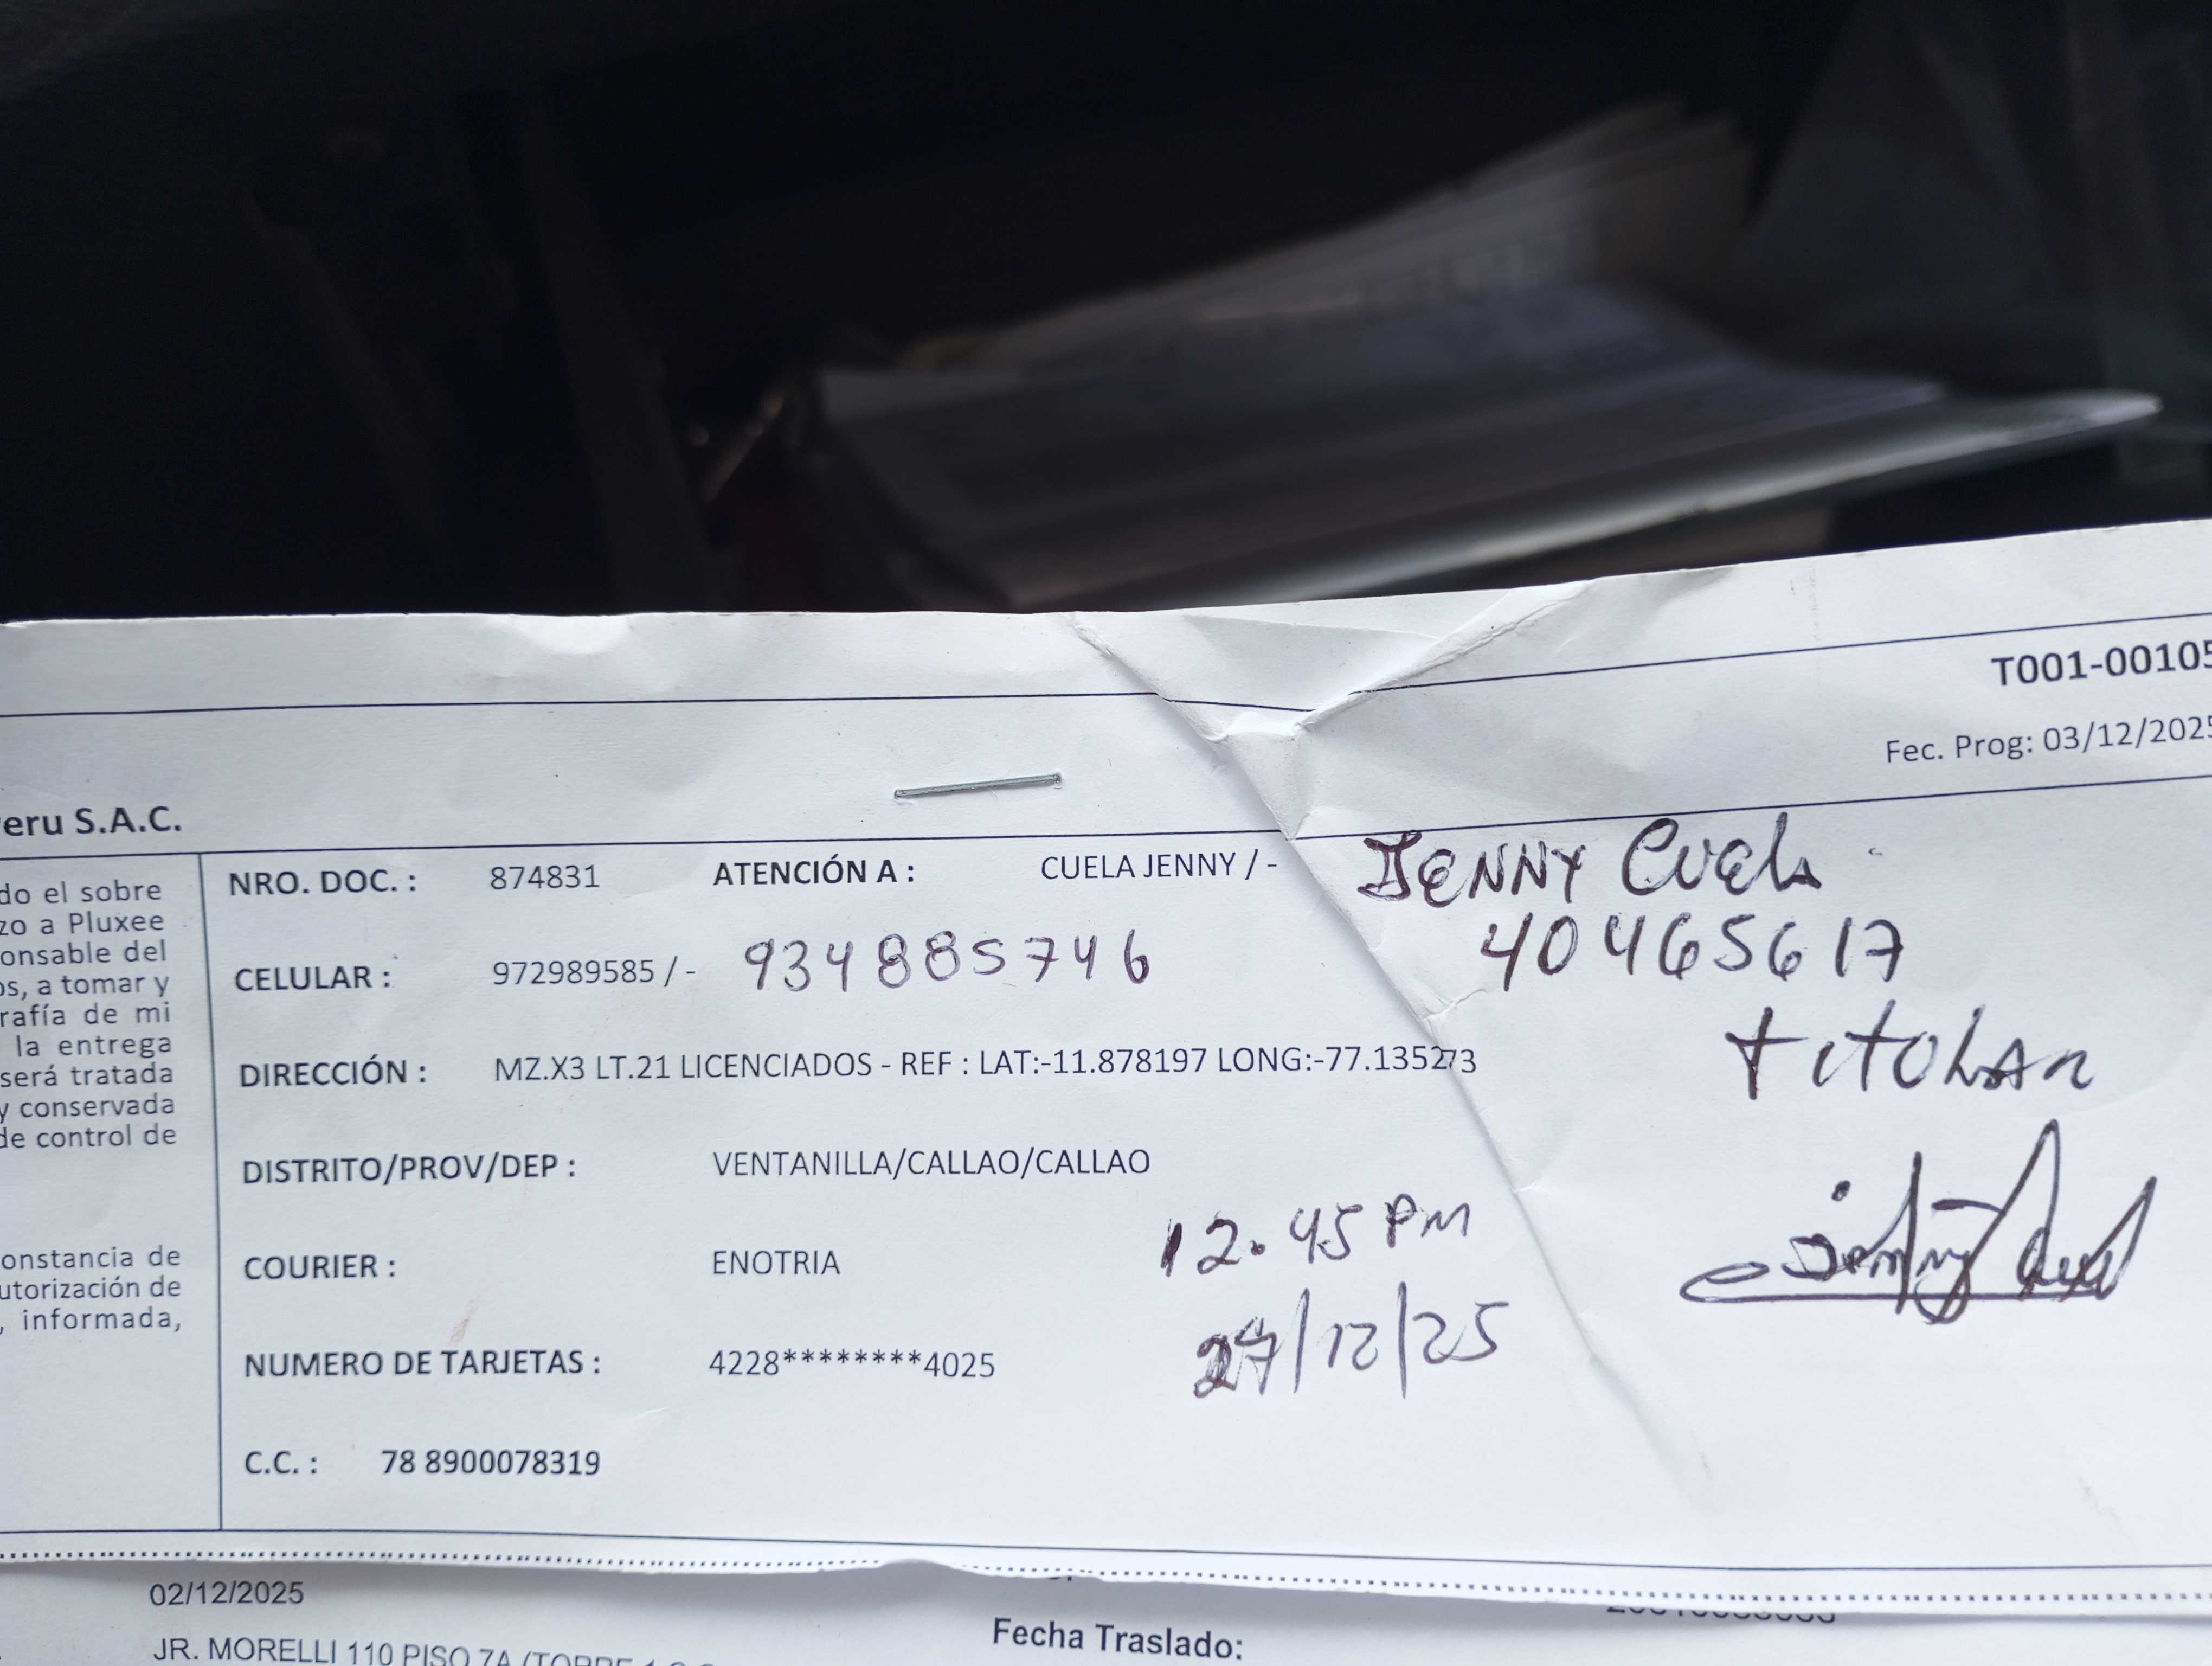 T001-00105
Fec. Prog: 03/12/2025
eru S.A.C.
do el sobre
zo a Pluxee
onsable del
os, a tomar y
rafía de mi
la entrega
será tratada
y conservada
de control de
onstancia de
utorización de
, informada,
NRO. DOC. : 874831 ATENCIÓN A : CUELA JENNY / -
JENNY Cuela
CELULAR : 972989585 / - 934885746
40465617
DIRECCIÓN : MZ.X3 LT.21 LICENCIADOS - REF : LAT:-11.878197 LONG:-77.135273
titoLAR
DISTRITO/PROV/DEP : VENTANILLA/CALLAO/CALLAO
12.45 PM
COURIER : ENOTRIA
Jenny Cuel
/12/25
NUMERO DE TARJETAS : 4228********4025
C.C. : 78 8900078319
02/12/2025
Fecha Traslado:
JR. MORELLI 110 PISO 7A